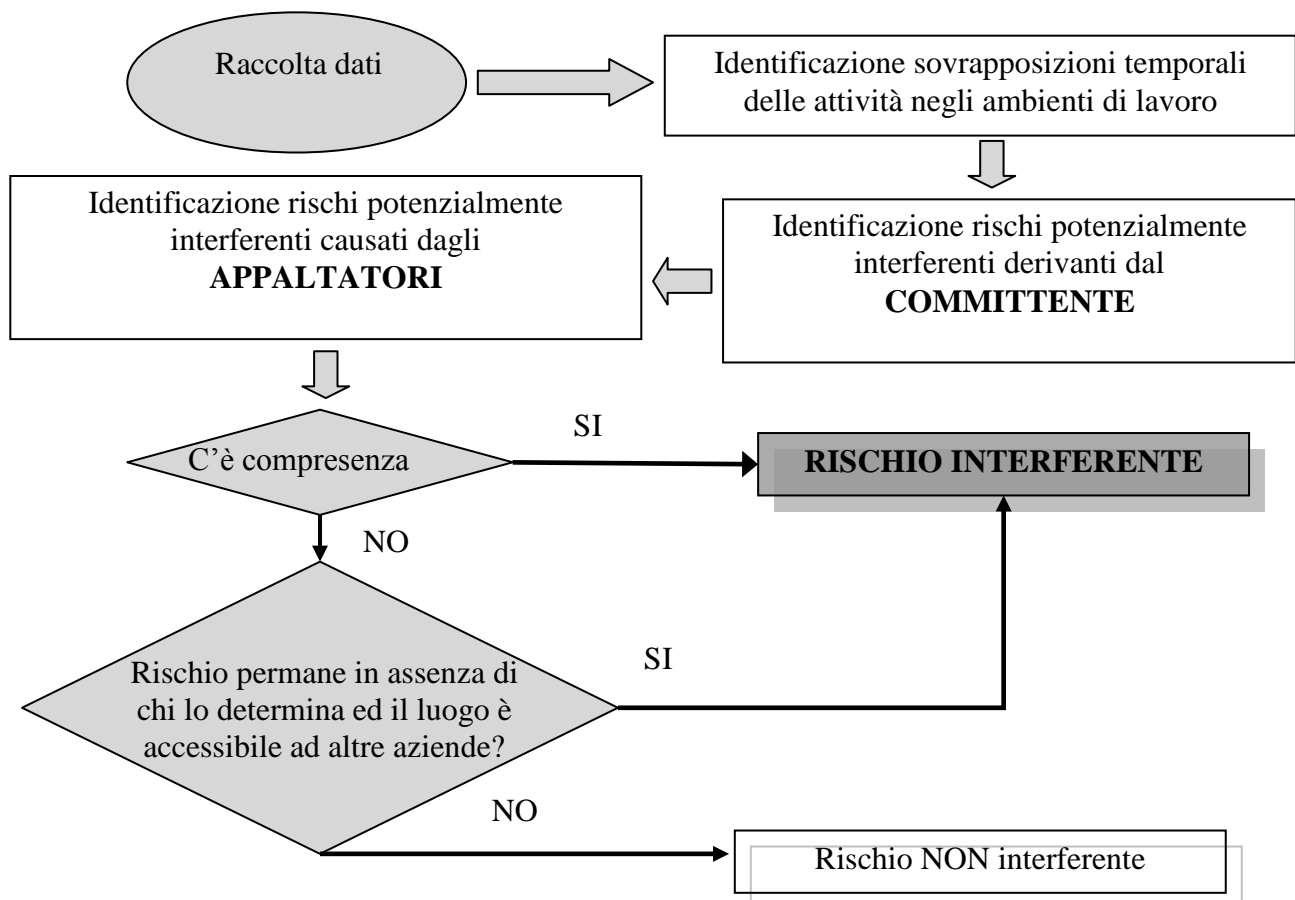 Raccolta dati
Identificazione sovrapposizioni temporali
delle attività negli ambienti di lavoro
Identificazione rischi potenzialmente
interferenti derivanti dal
COMMITTENTE
Identificazione rischi potenzialmente
interferenti causati dagli
APPALTATORI
C’è compresenza
SI
RISCHIO INTERFERENTE
NO
Rischio permane in assenza di
chi lo determina ed il luogo è
accessibile ad altre aziende?
SI
NO
Rischio NON interferente